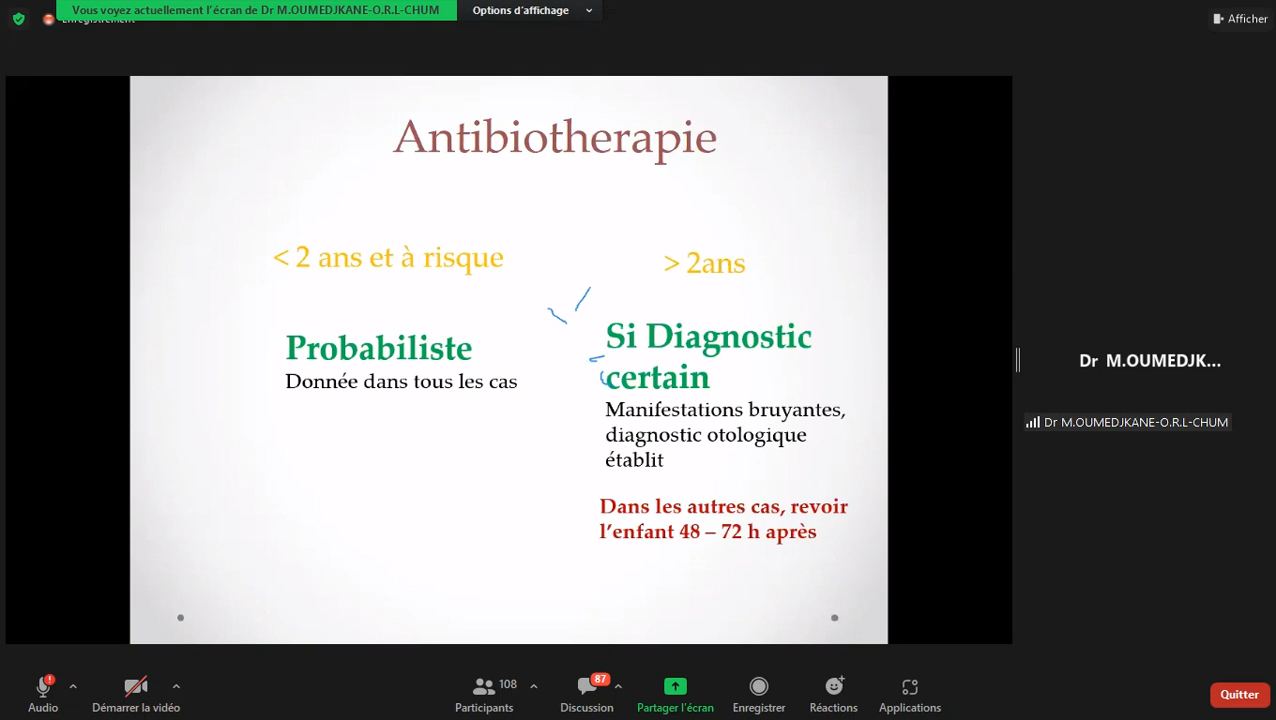 Vous voyez actuellement l'écran de Dr M.OUMEDJKANE-O.R.L-CHUM
Options d'affichage
Enregistrement
Afficher
Antibiotherapie
< 2 ans et à risque
> 2ans
Probabiliste
Donnée dans tous les cas
Si Diagnostic
certain
Manifestations bruyantes,
diagnostic otologique
établit
Dans les autres cas, revoir
l'enfant 48 – 72 h après
Dr M.OUMEDJK...
Dr M.OUMEDJKANE-O.R.L-CHUM
Audio
Démarrer la vidéo
108
Participants
87
Discussion
Partager l'écran
Enregistrer
Réactions
Applications
Quitter